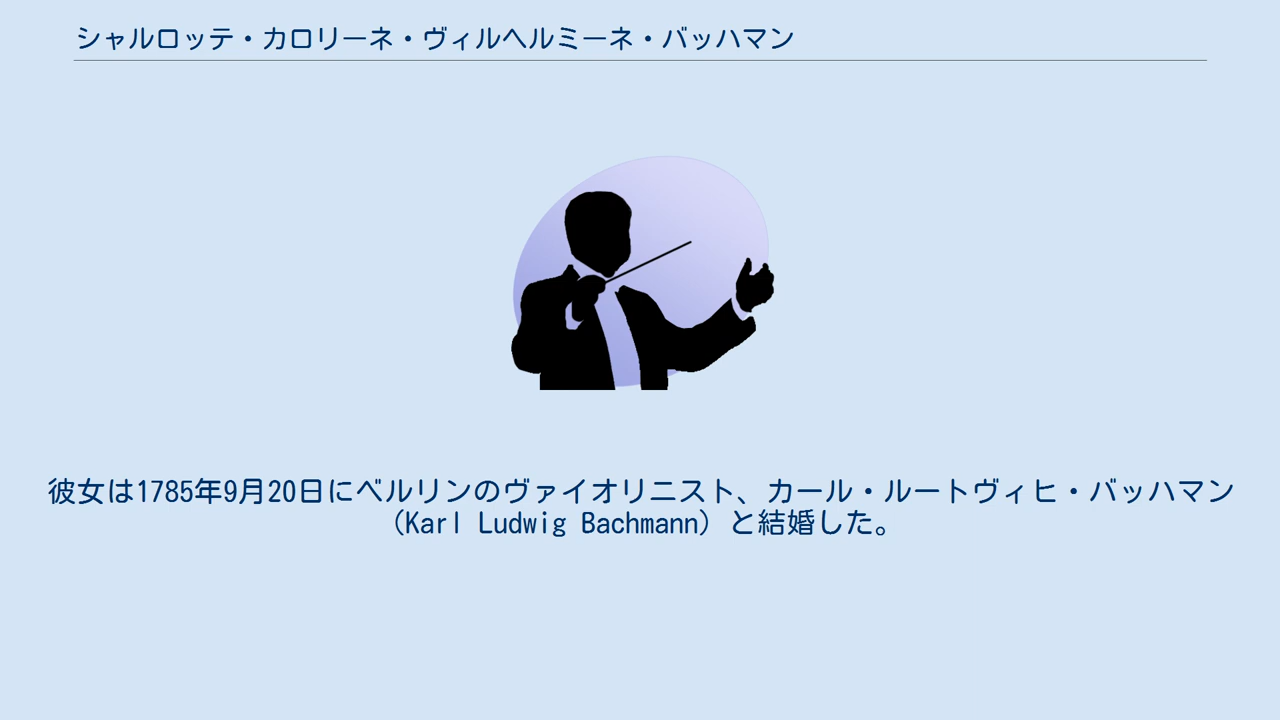 シャルロッテ・カロリーネ・ヴィルヘルミーネ・バッハマン
彼女は1785年9月20日にベルリンのヴァイオリニスト、カール・ルートヴィヒ・バッハマン
（Karl Ludwig Bachmann）と結婚した。